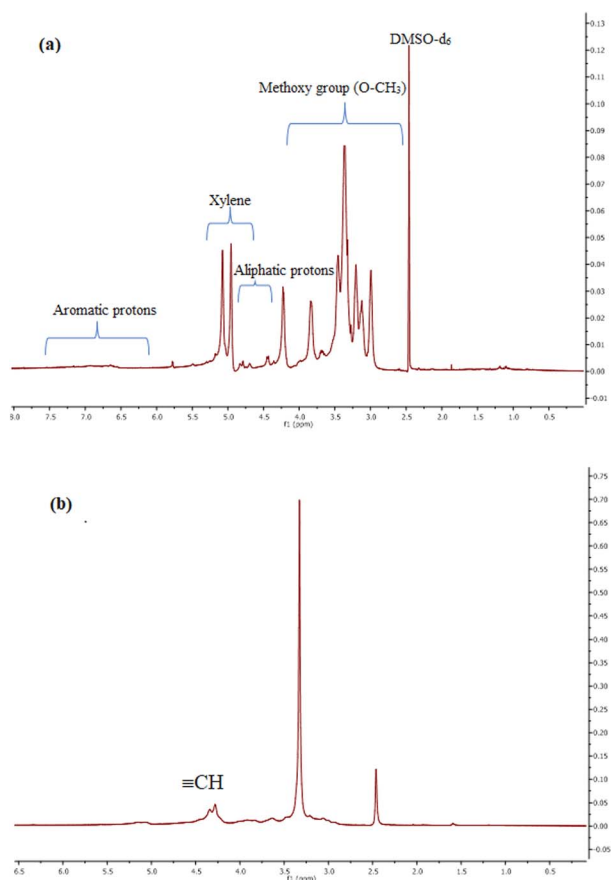 (a)
DMSO-d₆
Methoxy group (O-CH₃)
Xylene
Aliphatic protons
Aromatic protons
0.13
0.12
0.11
0.10
0.09
0.08
0.07
0.06
0.05
0.04
0.03
0.02
0.01
0.00
-0.01
9.0 8.5 8.0 7.5 7.0 6.5 6.0 5.5 5.0 4.5 4.0 3.5 3.0 2.5 2.0 1.5 1.0 0.5
f1 (ppm)
(b)
≡CH
0.75
0.70
0.65
0.60
0.55
0.50
0.45
0.40
0.35
0.30
0.25
0.20
0.15
0.10
0.05
0.00
-0.05
6.5 6.0 5.5 5.0 4.5 4.0 3.5 3.0 2.5 2.0 1.5 1.0 0.5
f1 (ppm)